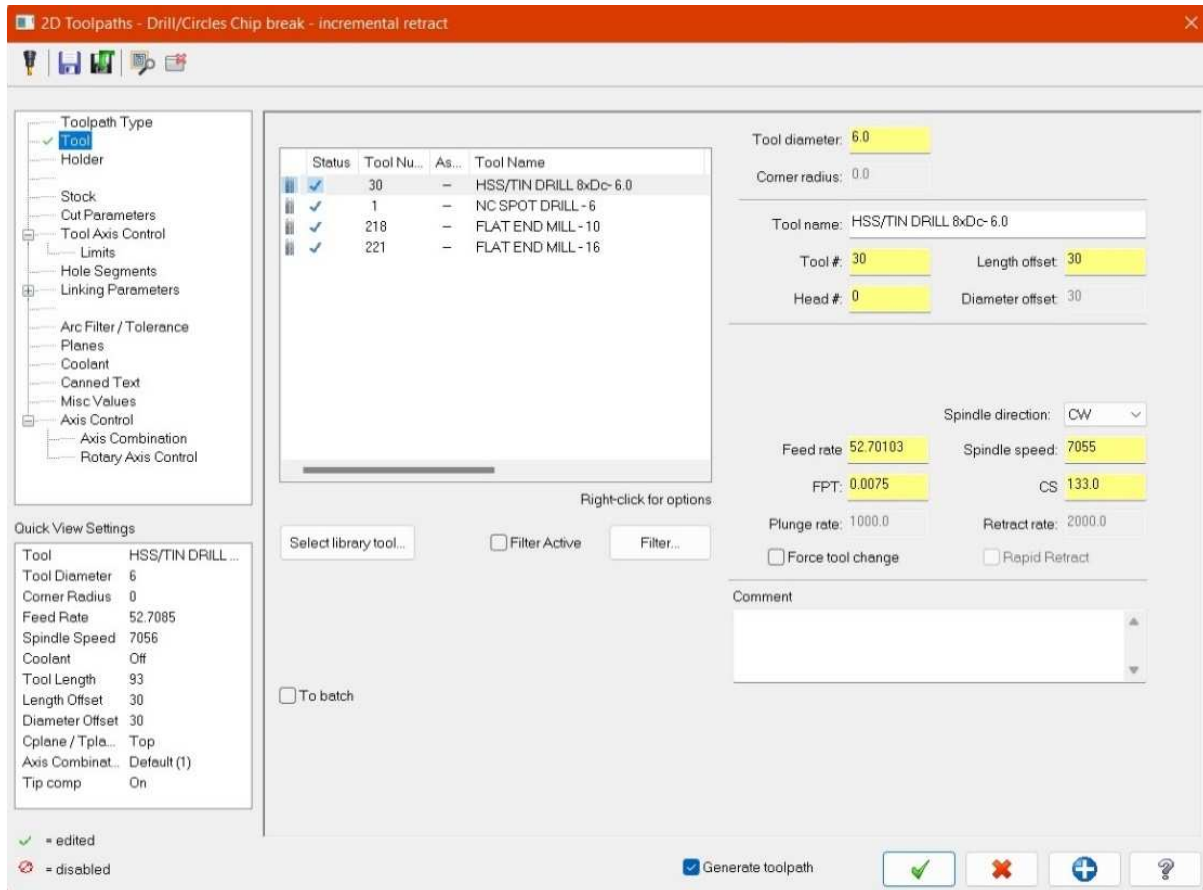 2D Toolpaths - Drill/Circles Chip break - incremental retract
Toolpath Type
Tool
Holder
Stock
Cut Parameters
Tool Axis Control
Limits
Hole Segments
Linking Parameters
Arc Filter / Tolerance
Planes
Coolant
Canned Text
Misc Values
Axis Control
Axis Combination
Rotary Axis Control
Quick View Settings
Tool HSS/TIN DRILL ...
Tool Diameter 6
Corner Radius 0
Feed Rate 52.7085
Spindle Speed 7056
Coolant Off
Tool Length 93
Length Offset 30
Diameter Offset 30
Cplane / Tpla... Top
Axis Combinat... Default (1)
Tip comp On
= edited
= disabled
Status Tool Nu... As... Tool Name
30 – HSS/TIN DRILL 8xDc- 6.0
1 – NC SPOT DRILL - 6
218 – FLAT END MILL - 10
221 – FLAT END MILL - 16
Right-click for options
Select library tool... Filter Active Filter...
To batch
Tool diameter: 6.0
Corner radius: 0.0
Tool name: HSS/TIN DRILL 8xDc- 6.0
Tool #: 30 Length offset: 30
Head #: 0 Diameter offset: 30
Spindle direction: CW
Feed rate 52.70103 Spindle speed: 7055
FPT: 0.0075 CS 133.0
Plunge rate: 1000.0 Retract rate: 2000.0
Force tool change Rapid Retract
Comment
Generate toolpath